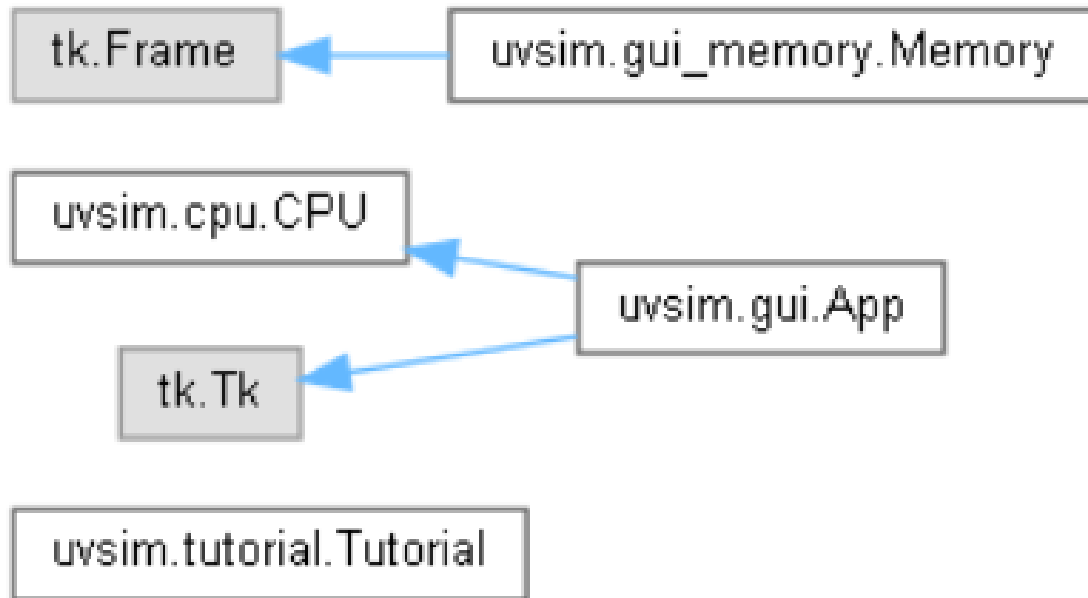 tk.Frame
uvsim.gui_memory.Memory
uvsim.cpu.CPU
uvsim.gui.App
tk.Tk
uvsim.tutorial.Tutorial